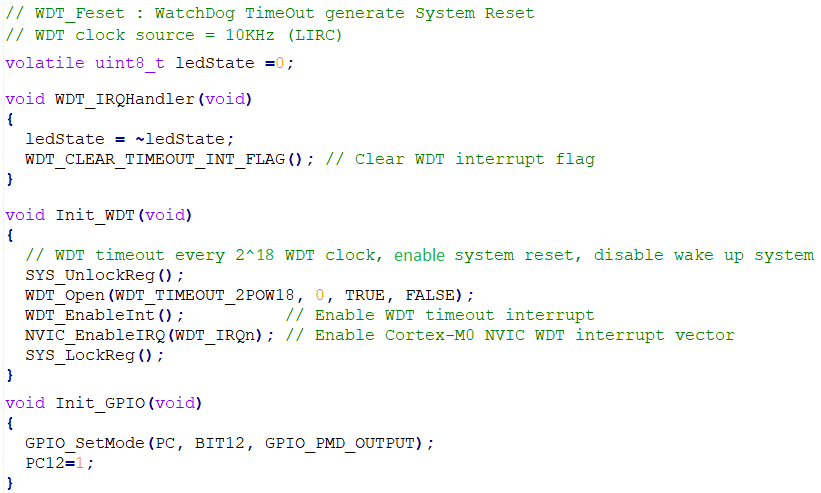 // WDT_Feset : WatchDog TimeOut generate System Reset
// WDT clock source = 10KHz (LIRC)
volatile uint8_t ledState =0;
void WDT_IRQHandler(void)
{
ledState = ~ledState;
WDT_CLEAR_TIMEOUT_INT_FLAG(); // Clear WDT interrupt flag
}
void Init_WDT(void)
{
// WDT timeout every 2^18 WDT clock, enable system reset, disable wake up system
SYS_UnlockReg();
WDT_Open(WDT_TIMEOUT_2POW18, 0, TRUE, FALSE);
WDT_EnableInt(); // Enable WDT timeout interrupt
NVIC_EnableIRQ(WDT_IRQn); // Enable Cortex-M0 NVIC WDT interrupt vector
SYS_LockReg();
}
void Init_GPIO(void)
{
GPIO_SetMode(PC, BIT12, GPIO_PMD_OUTPUT);
PC12=1;
}